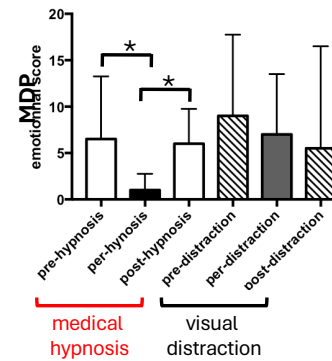 MDP
emotionnal score
20
15
10
5
0
*
*
pre-hypnosis
per-hynosis
post-hypnosis
pre-distraction
per-distraction
post-distraction
medical
hypnosis
visual
distraction